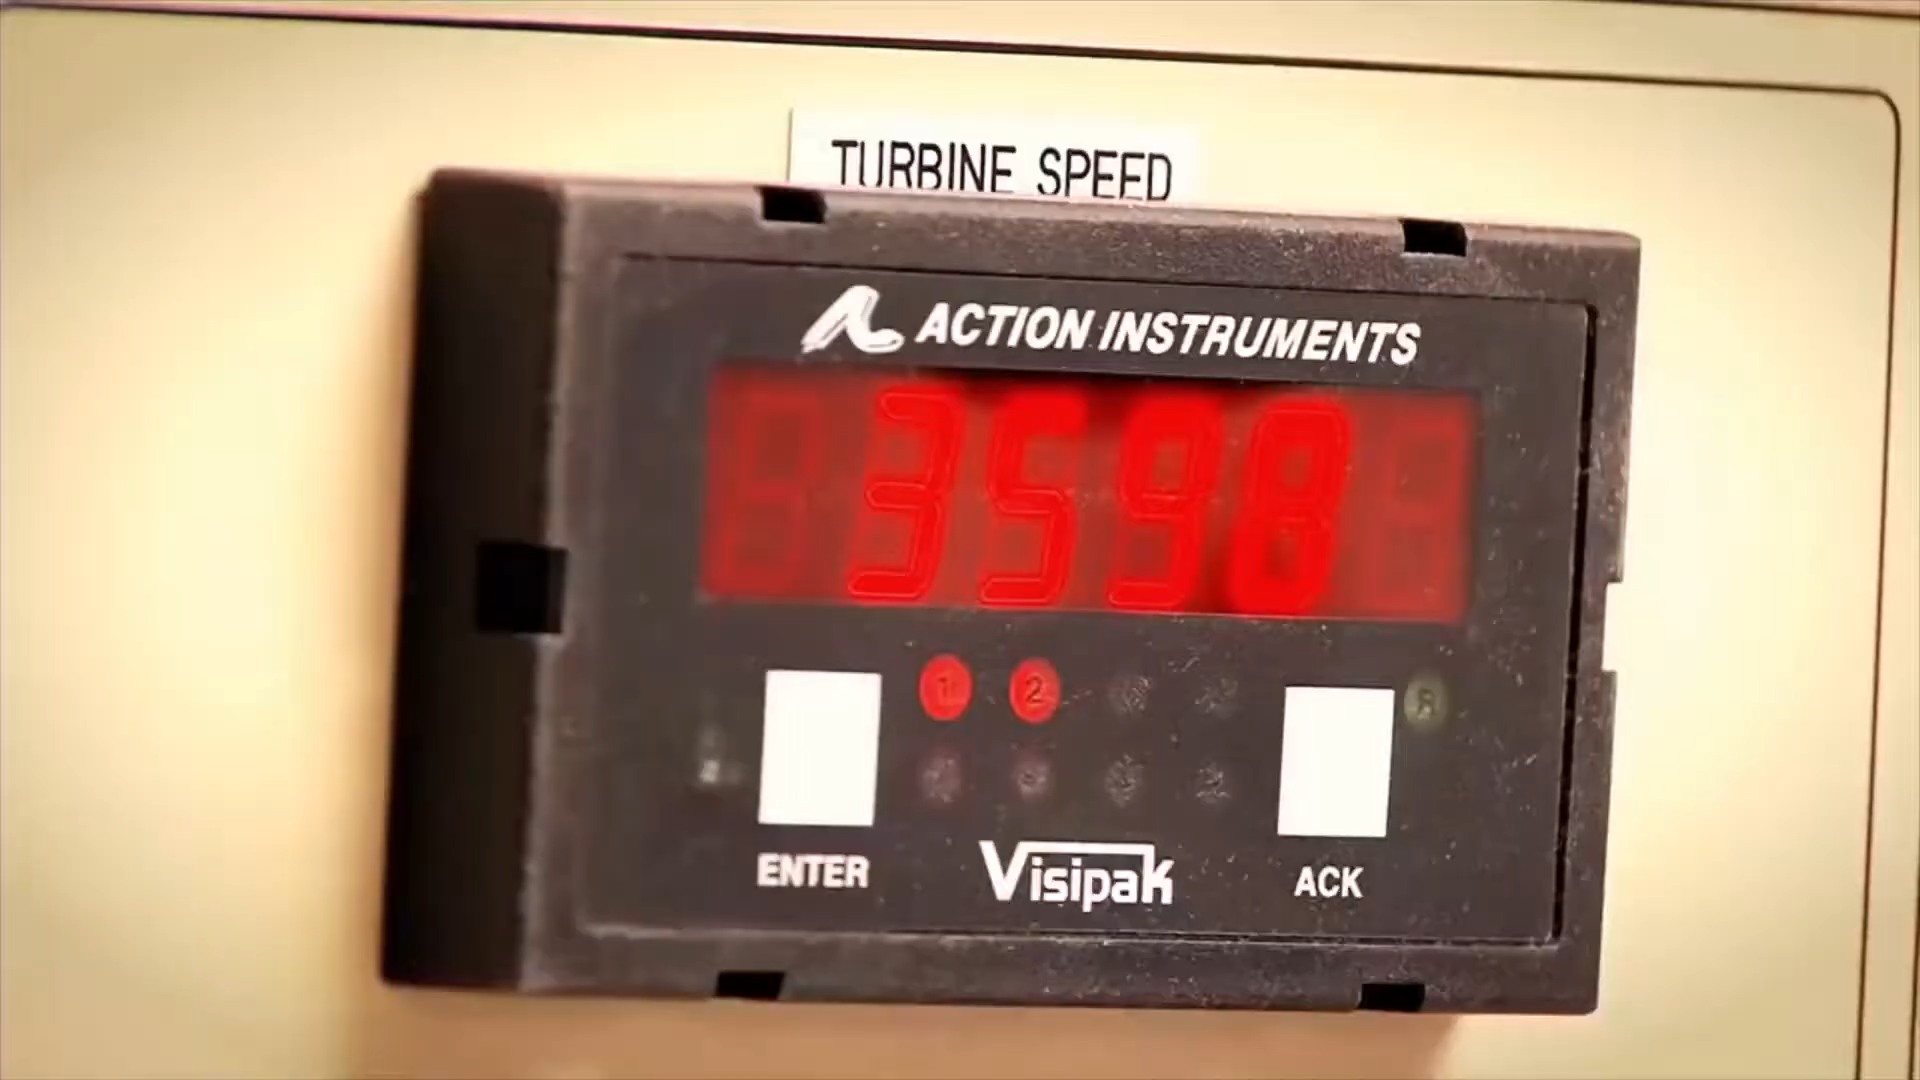 TURBINE SPEED
ACTION INSTRUMENTS
3598
1 2
R
ENTER
Visipak
ACK